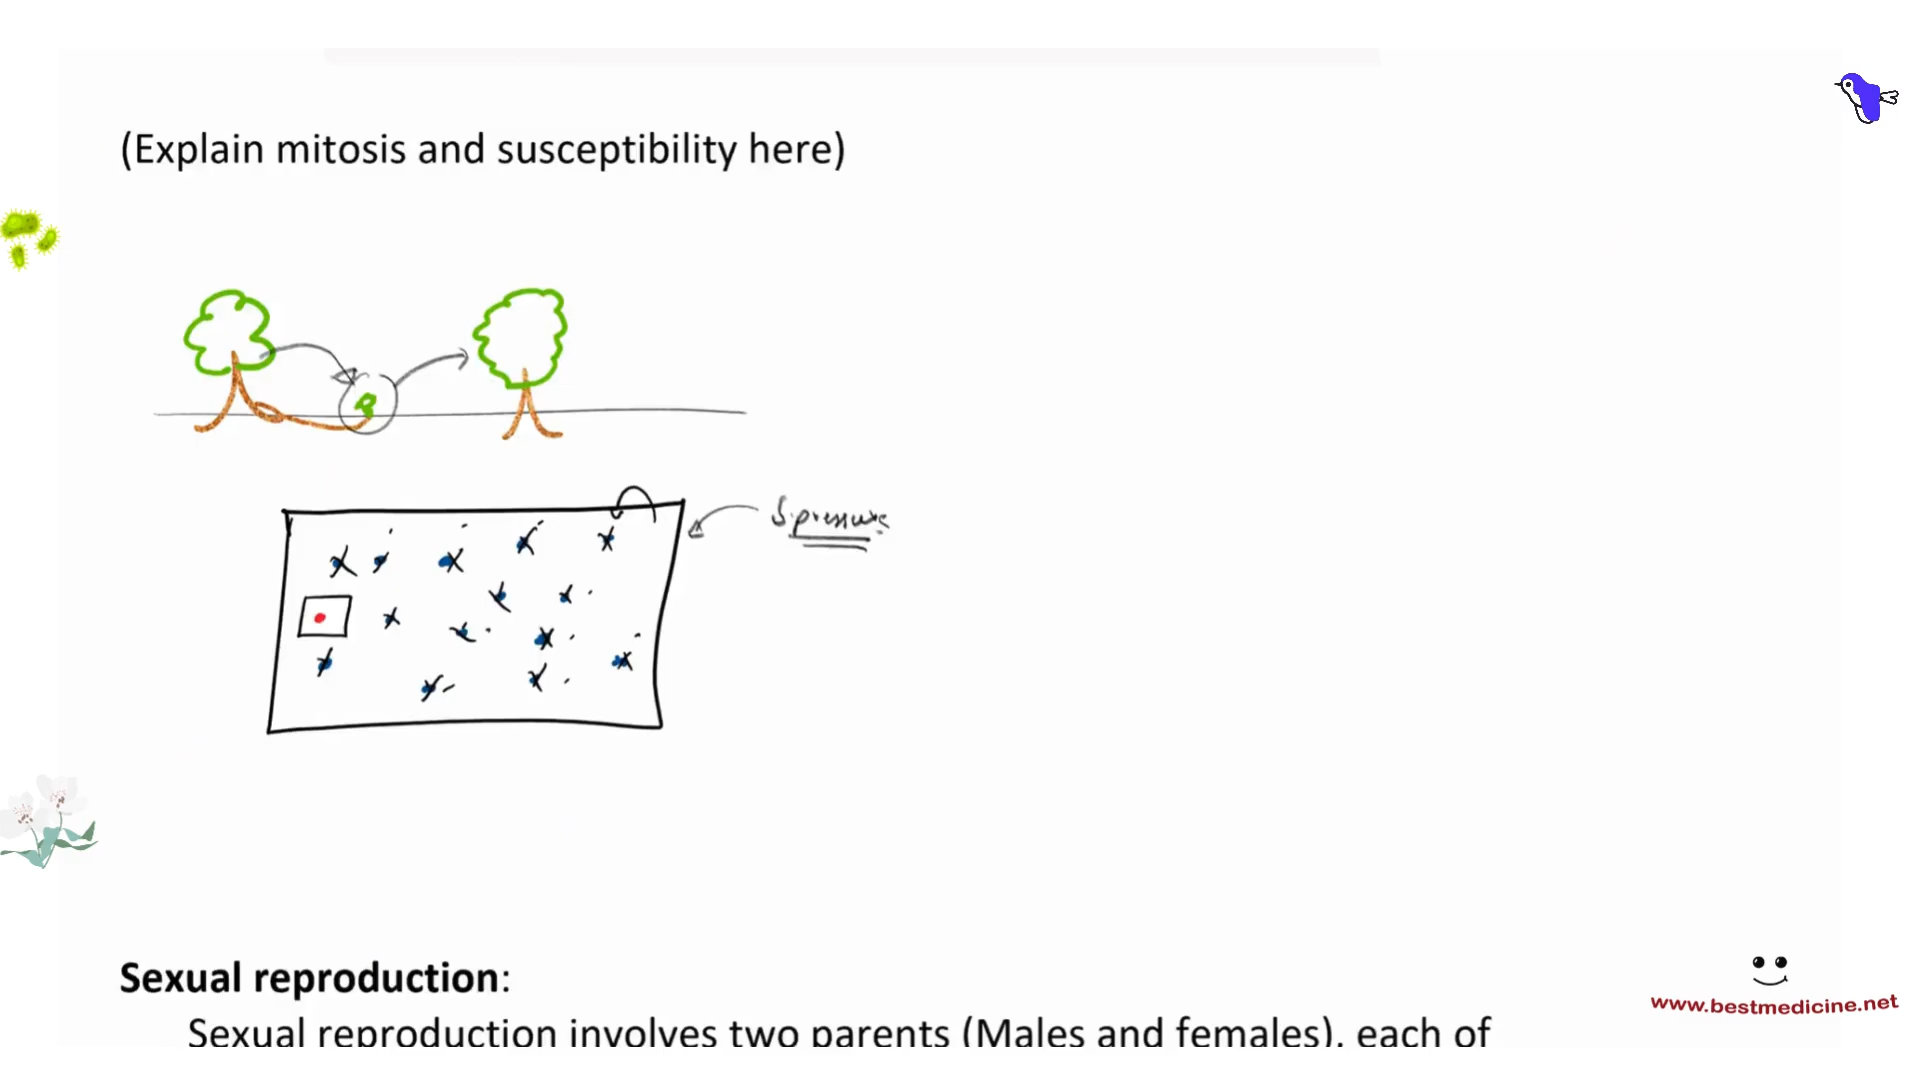 (Explain mitosis and susceptibility here)
S.pressure
Sexual reproduction:
Sexual reproduction involves two parents (Males and females), each of
www.bestmedicine.net